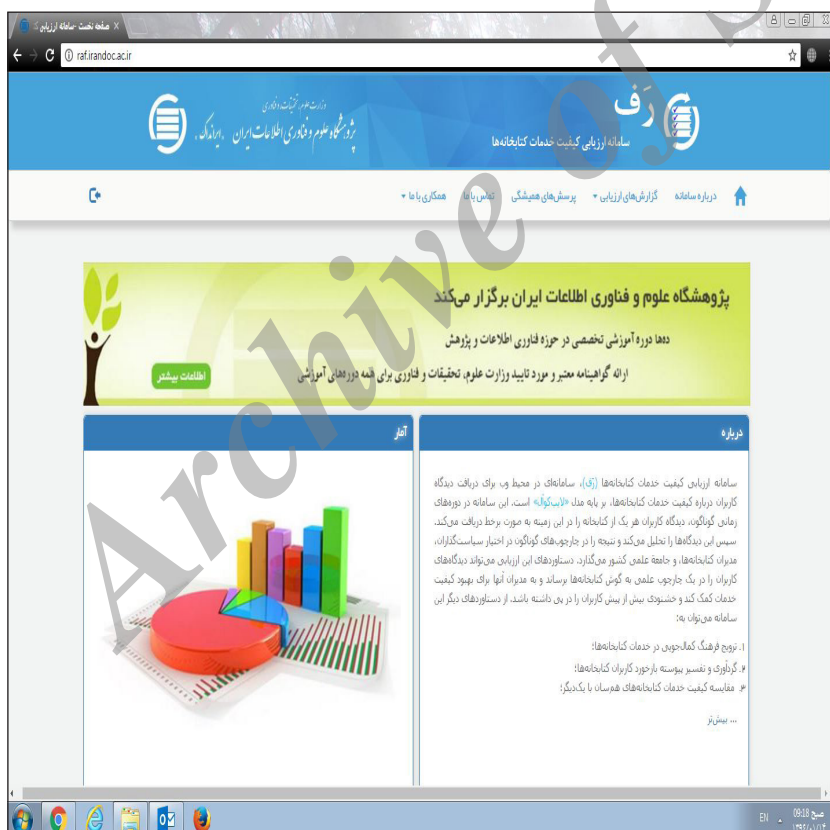 صفحه نخست -سامانه ارزیابی ک
raf.irandoc.ac.ir
رَف
سامانه ارزیابی کیفیت خدمات کتابخانه‌ها
وزارت علوم، تحقیقات و فناوری
پژوهشگاه علوم و فناوری اطلاعات ایران . ایرانداک .
درباره سامانه گزارش‌های ارزیابی پرسش‌های همیشگی تماس با ما همکاری با ما
پژوهشگاه علوم و فناوری اطلاعات ایران برگزار می‌کند
ده‌ها دوره آموزشی تخصصی در حوزه فناوری اطلاعات و پژوهش
ارائه گواهینامه معتبر و مورد تایید وزارت علوم، تحقیقات و فناوری برای همه دوره‌های آموزشی
اطلاعات بیشتر
درباره
سامانه ارزیابی کیفیت خدمات کتابخانه‌ها (رَف)، سامانه‌ای در محیط وب برای دریافت دیدگاه
کاربران درباره کیفیت خدمات کتابخانه‌ها، بر پایه مدل «لایب‌کوآل» است. این سامانه در دوره‌های
زمانی گوناگون، دیدگاه کاربران هر یک از کتابخانه را در این زمینه به صورت برخط دریافت می‌کند.
سپس این دیدگاه‌ها را تحلیل می‌کند و نتیجه را در چارچوب‌های گوناگون در اختیار سیاست‌گذاران،
مدیران کتابخانه‌ها، و جامعهٔ علمی کشور می‌گذارد. دستاوردهای این ارزیابی می‌تواند دیدگاه‌های
کاربران را در یک چارچوب علمی به گوش کتابخانه‌ها برساند و به مدیران آنها برای بهبود کیفیت
خدمات کمک کند و خشنودی بیش از پیش کاربران را در پی داشته باشد. از دستاوردهای دیگر این
سامانه می‌توان به:
۱. ترویج فرهنگ کمال‌جویی در خدمات کتابخانه‌ها؛
۲. گردآوری و تفسیر پیوسته بازخورد کاربران کتابخانه‌ها؛
۳. مقایسه کیفیت خدمات کتابخانه‌های هم‌سان با یک‌دیگر؛
... بیش‌تر
آمار
Archive of S
EN
09:18 صبح